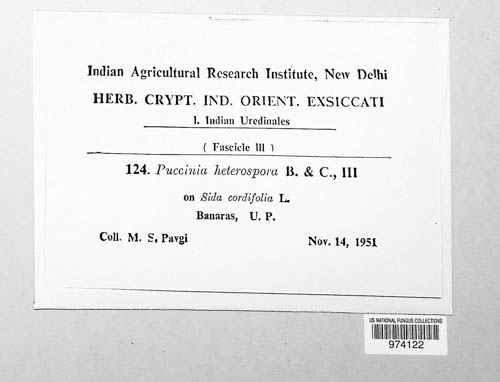 Indian Agricultural Research Institute, New Delhi
HERB. CRYPT. IND. ORIENT. EXSICCATI
1. Indian Uredinales
( Fascicle III )
124. Puccinia heterospora B. & C., III
on Sida cordifolia L.
Banaras, U. P.
Coll. M. S. Pavgi Nov. 14, 1951
US NATIONAL FUNGUS COLLECTIONS
974122